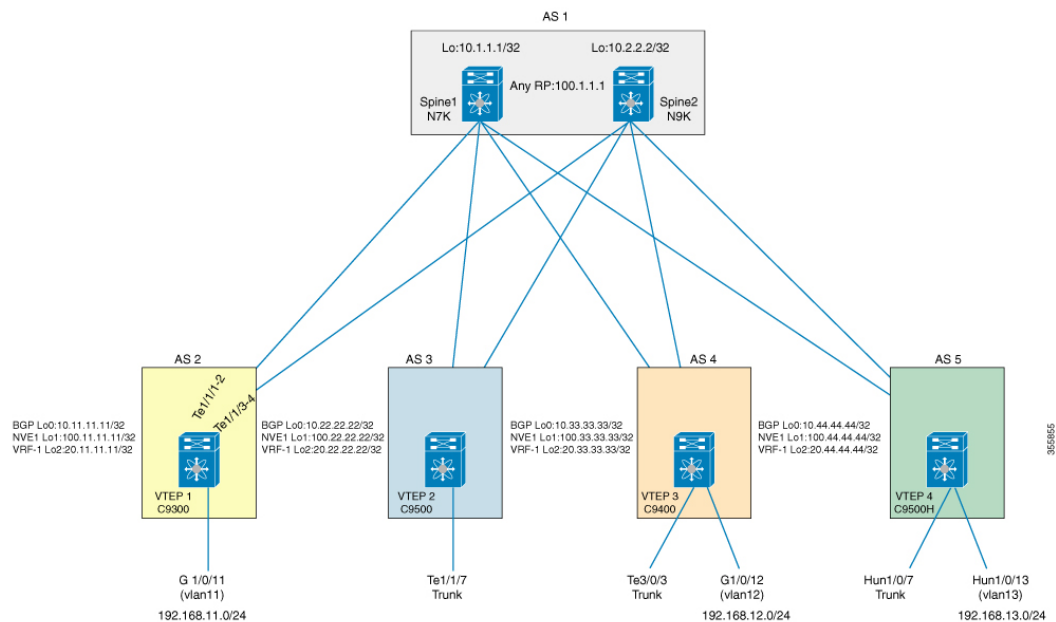 AS 1
Lo:10.1.1.1/32
Lo:10.2.2.2/32
Any RP:100.1.1.1
Spine1
N7K
Spine2
N9K
AS 2
AS 3
AS 4
AS 5
Te1/1/1-2
Te1/1/3-4
BGP Lo0:10.11.11.11/32
NVE1 Lo1:100.11.11.11/32
VRF-1 Lo2:20.11.11.11/32
BGP Lo0:10.22.22.22/32
NVE1 Lo1:100.22.22.22/32
VRF-1 Lo2:20.22.22.22/32
BGP Lo0:10.33.33.33/32
NVE1 Lo1:100.33.33.33/32
VRF-1 Lo2:20.33.33.33/32
BGP Lo0:10.44.44.44/32
NVE1 Lo1:100.44.44.44/32
VRF-1 Lo2:20.44.44.44/32
355855
VTEP 1
C9300
VTEP 2
C9500
VTEP 3
C9400
VTEP 4
C9500H
G 1/0/11
(vlan11)
192.168.11.0/24
Te1/1/7
Trunk
Te3/0/3
Trunk
G1/0/12
(vlan12)
192.168.12.0/24
Hun1/0/7
Trunk
Hun1/0/13
(vlan13)
192.168.13.0/24